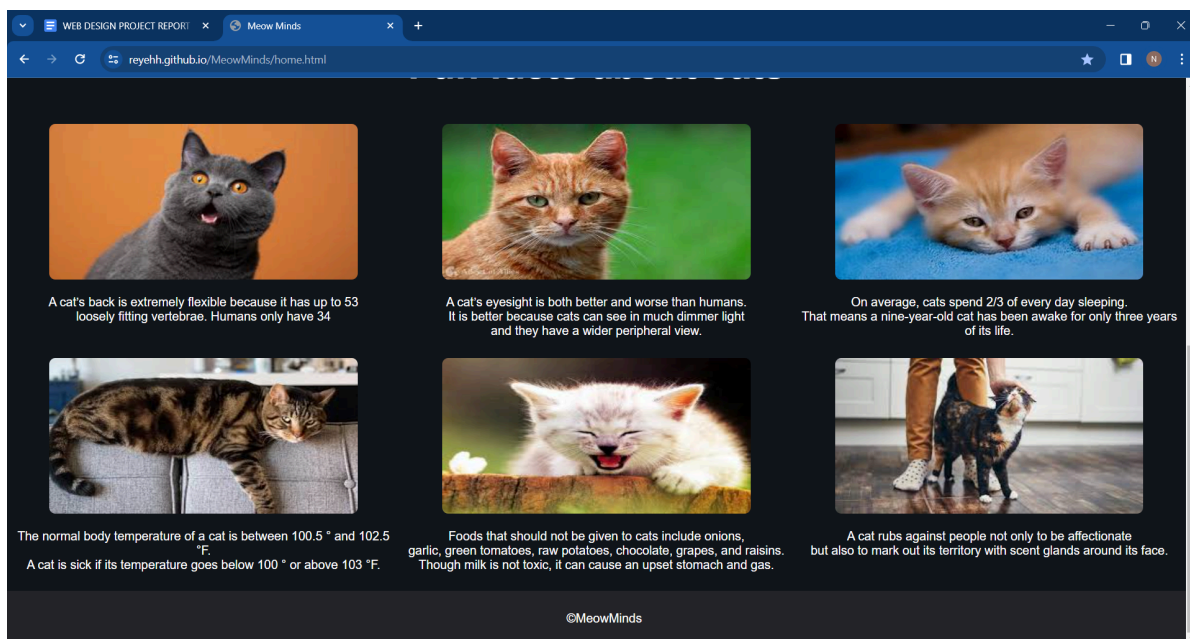 WEB DESIGN PROJECT REPORT
Meow Minds
reyehh.github.io/MeowMinds/home.html
N
Fun facts about cats
A cat's back is extremely flexible because it has up to 53
loosely fitting vertebrae. Humans only have 34
A cat's eyesight is both better and worse than humans.
It is better because cats can see in much dimmer light
and they have a wider peripheral view.
On average, cats spend 2/3 of every day sleeping.
That means a nine-year-old cat has been awake for only three years
of its life.
The normal body temperature of a cat is between 100.5 ° and 102.5
°F.
A cat is sick if its temperature goes below 100 ° or above 103 °F.
Foods that should not be given to cats include onions,
garlic, green tomatoes, raw potatoes, chocolate, grapes, and raisins.
Though milk is not toxic, it can cause an upset stomach and gas.
A cat rubs against people not only to be affectionate
but also to mark out its territory with scent glands around its face.
©MeowMinds